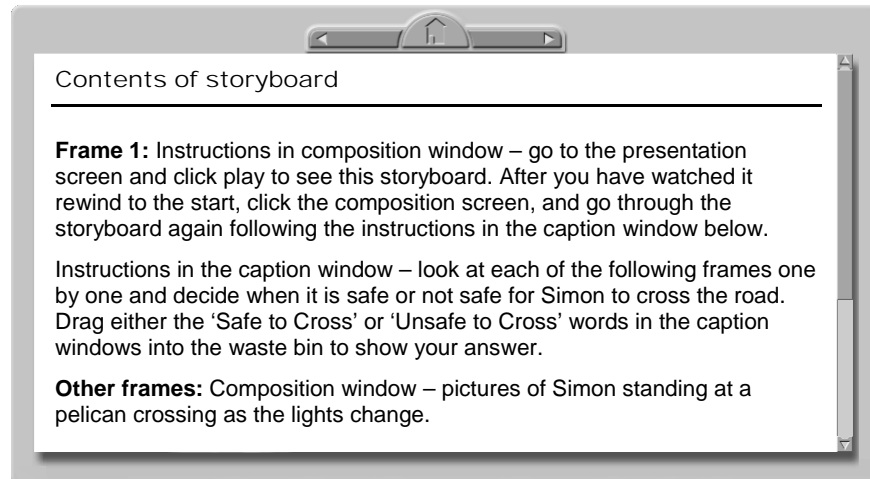 Contents of storyboard
Frame 1: Instructions in composition window – go to the presentation
screen and click play to see this storyboard. After you have watched it
rewind to the start, click the composition screen, and go through the
storyboard again following the instructions in the caption window below.
Instructions in the caption window – look at each of the following frames one
by one and decide when it is safe or not safe for Simon to cross the road.
Drag either the ‘Safe to Cross’ or ‘Unsafe to Cross’ words in the caption
windows into the waste bin to show your answer.
Other frames: Composition window – pictures of Simon standing at a
pelican crossing as the lights change.